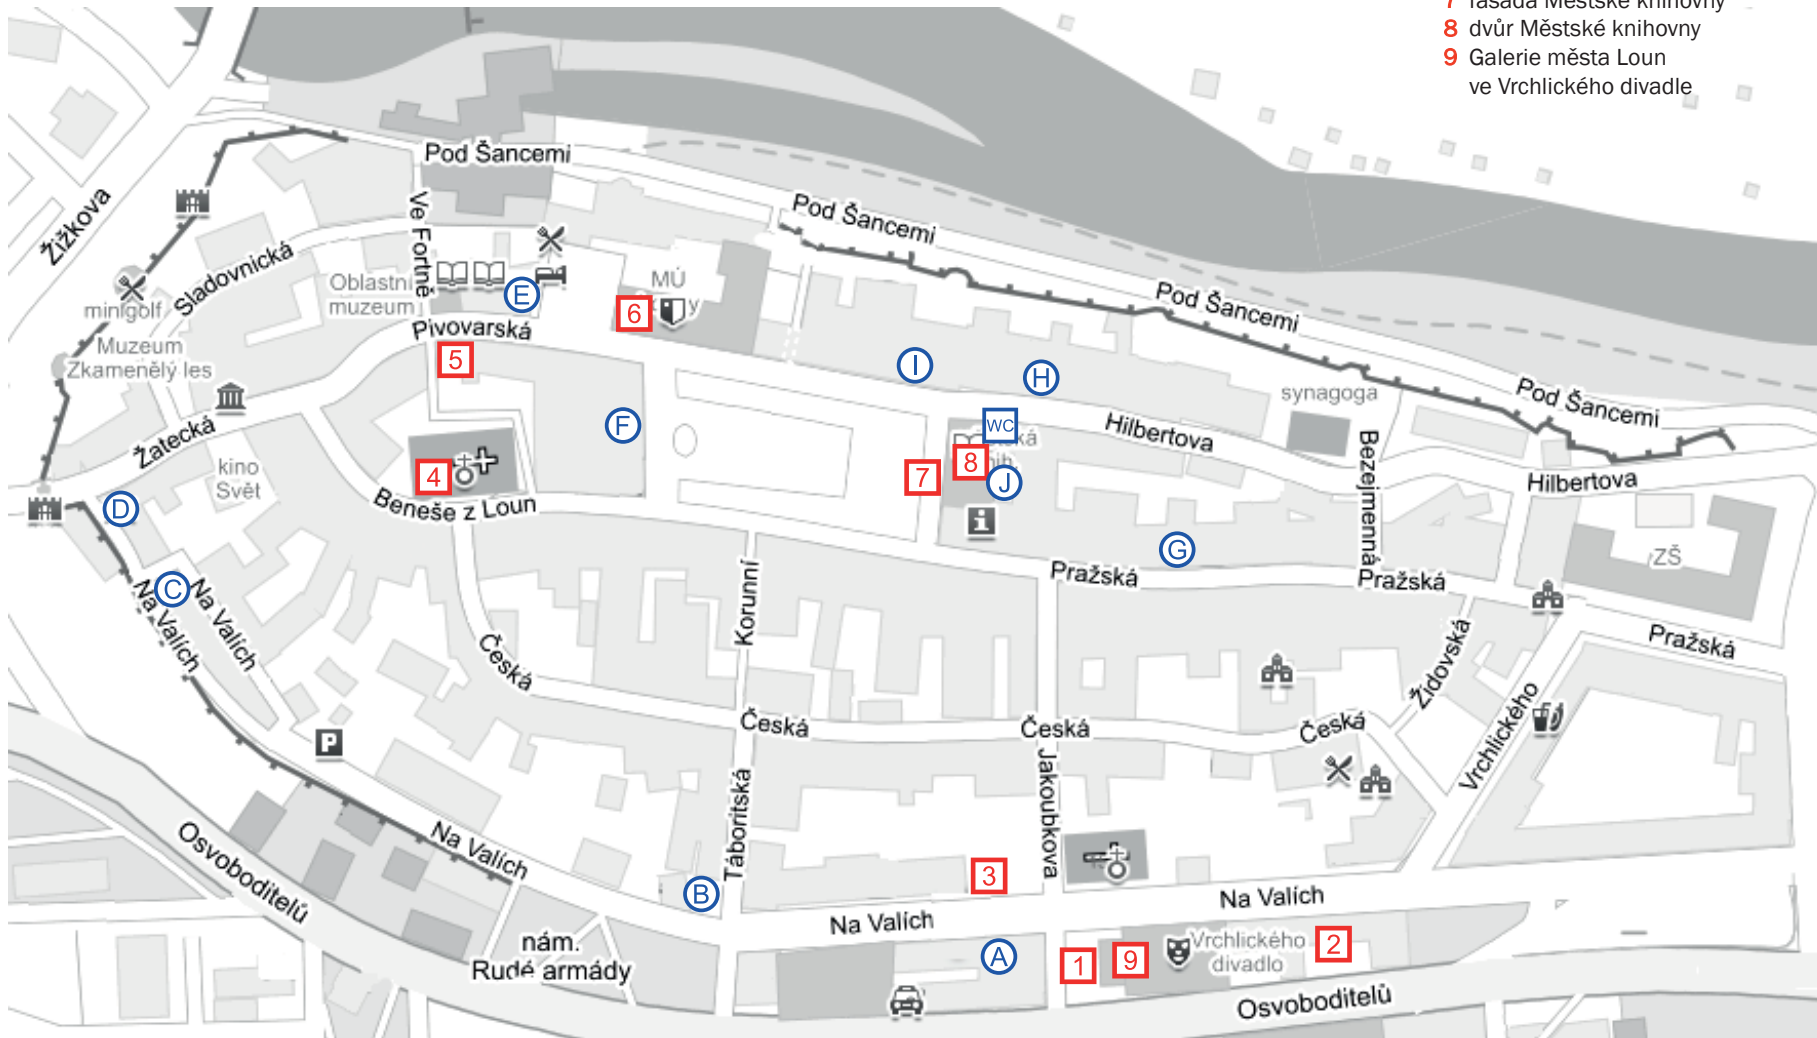 7 fasáda Městské knihovny
8 dvůr Městské knihovny
9 Galerie města Loun
ve Vrchlického divadle
Pod Šancemi
Žižkova
Ve Fortně
Pod Šancemi
Sladovnická
Oblastní
muzeum
E
MÚ
6
y
minigolf
Pivovarská
Pod Šancemi
Muzeum
Zkamenělý les
5
I
H
synagoga
Pod Šancemi
Žatecká
F
WC
Hilbertova
Bezejmenná
kino
Svět
4
7
8
J
Hilbertova
D
Beneše z Loun
i
G
ZŠ
C
Na Valích
Na Valích
Korunní
Pražská
Pražská
Pražská
Česká
Židovská
Česká
Česká
Česká
Vrchlického
P
Táboritská
Jakoubkova
Na Valích
Osvoboditelů
B
3
Na Valích
Na Valích
nám.
Rudé armády
A
1
9
Vrchlického
divadlo
2
Osvoboditelů